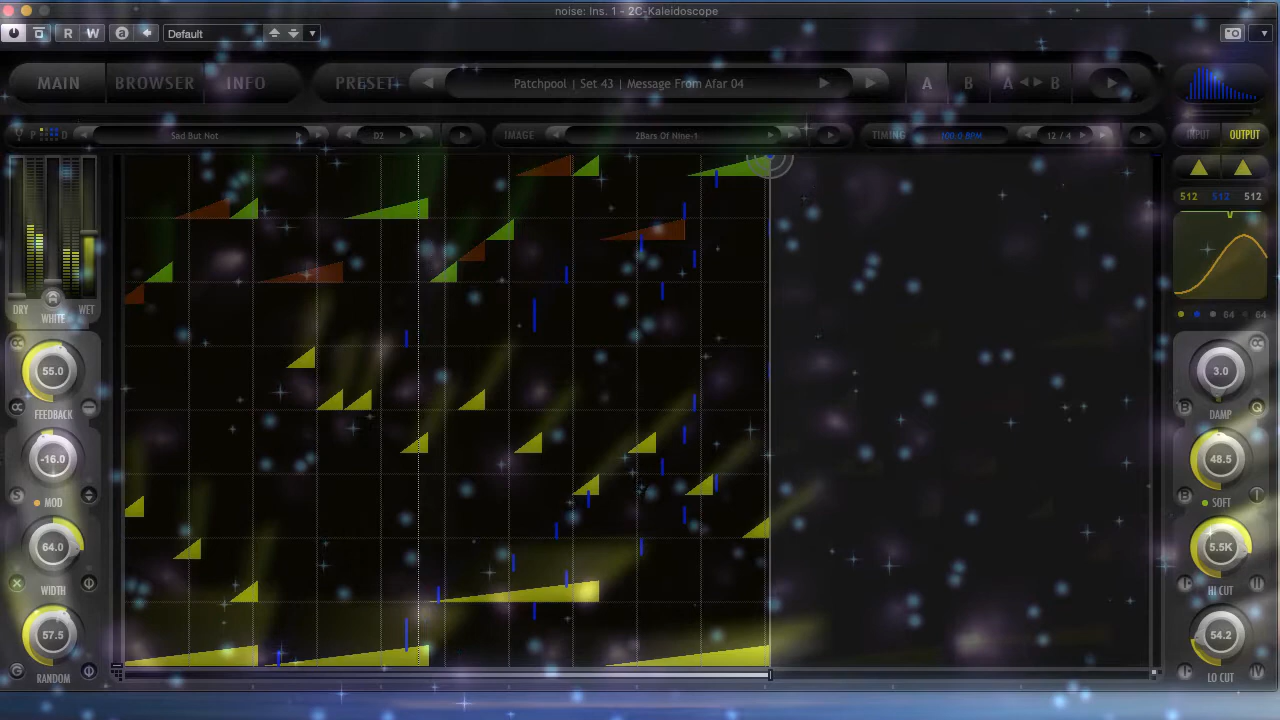 noise: Ins. 1 - 2C-Kaleidoscope
R W a Default
MAIN BROWSER INFO PRESET Patchpool | Set 43 | Message From Afar 04 A B A B
P D Sad But Not D2 IMAGE 2Bars Of Nine-1 TIMING 100.0 BPM 12 / 4 INPUT OUTPUT
512 512 512
DRY WET
WHITE
64 64
55.0
FEEDBACK
-16.0
S MOD
64.0
WIDTH
57.5
RANDOM
3.0
B DAMP Q
48.5
B SOFT
5.5K
HI CUT
54.2
LO CUT